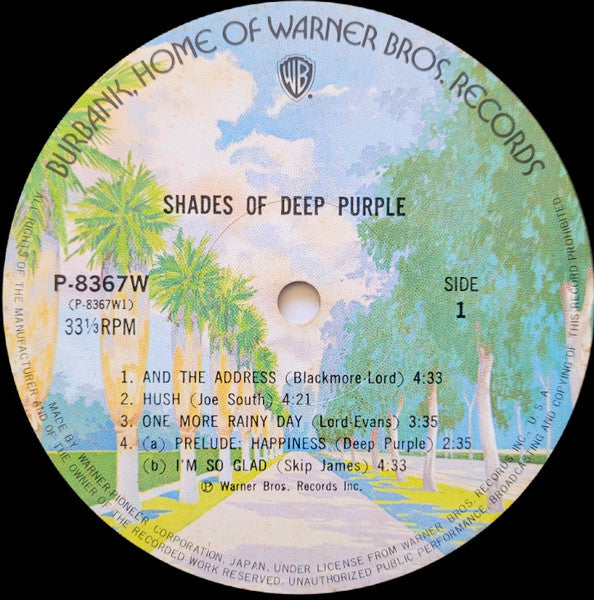 BURBANK, HOME OF WARNER BROS. RECORDS
WB
SHADES OF DEEP PURPLE
P-8367W
(P-8367W1)
33⅓RPM
SIDE
1
1. AND THE ADDRESS (Blackmore-Lord) 4:33
2. HUSH (Joe South) 4:21
3. ONE MORE RAINY DAY (Lord-Evans) 3:35
4. (a) PRELUDE: HAPPINESS (Deep Purple) 2:35
(b) I'M SO GLAD (Skip James) 4:33
Ⓟ Warner Bros. Records Inc.
MADE BY WARNER-PIONEER CORPORATION, JAPAN, UNDER LICENSE FROM WARNER BROS. RECORDS INC., U.S.A.
ALL RIGHTS OF THE MANUFACTURER AND OF THE OWNER OF THE RECORDED WORK RESERVED, UNAUTHORIZED PUBLIC PERFORMANCE, BROADCASTING AND COPYING OF THIS RECORD PROHIBITED